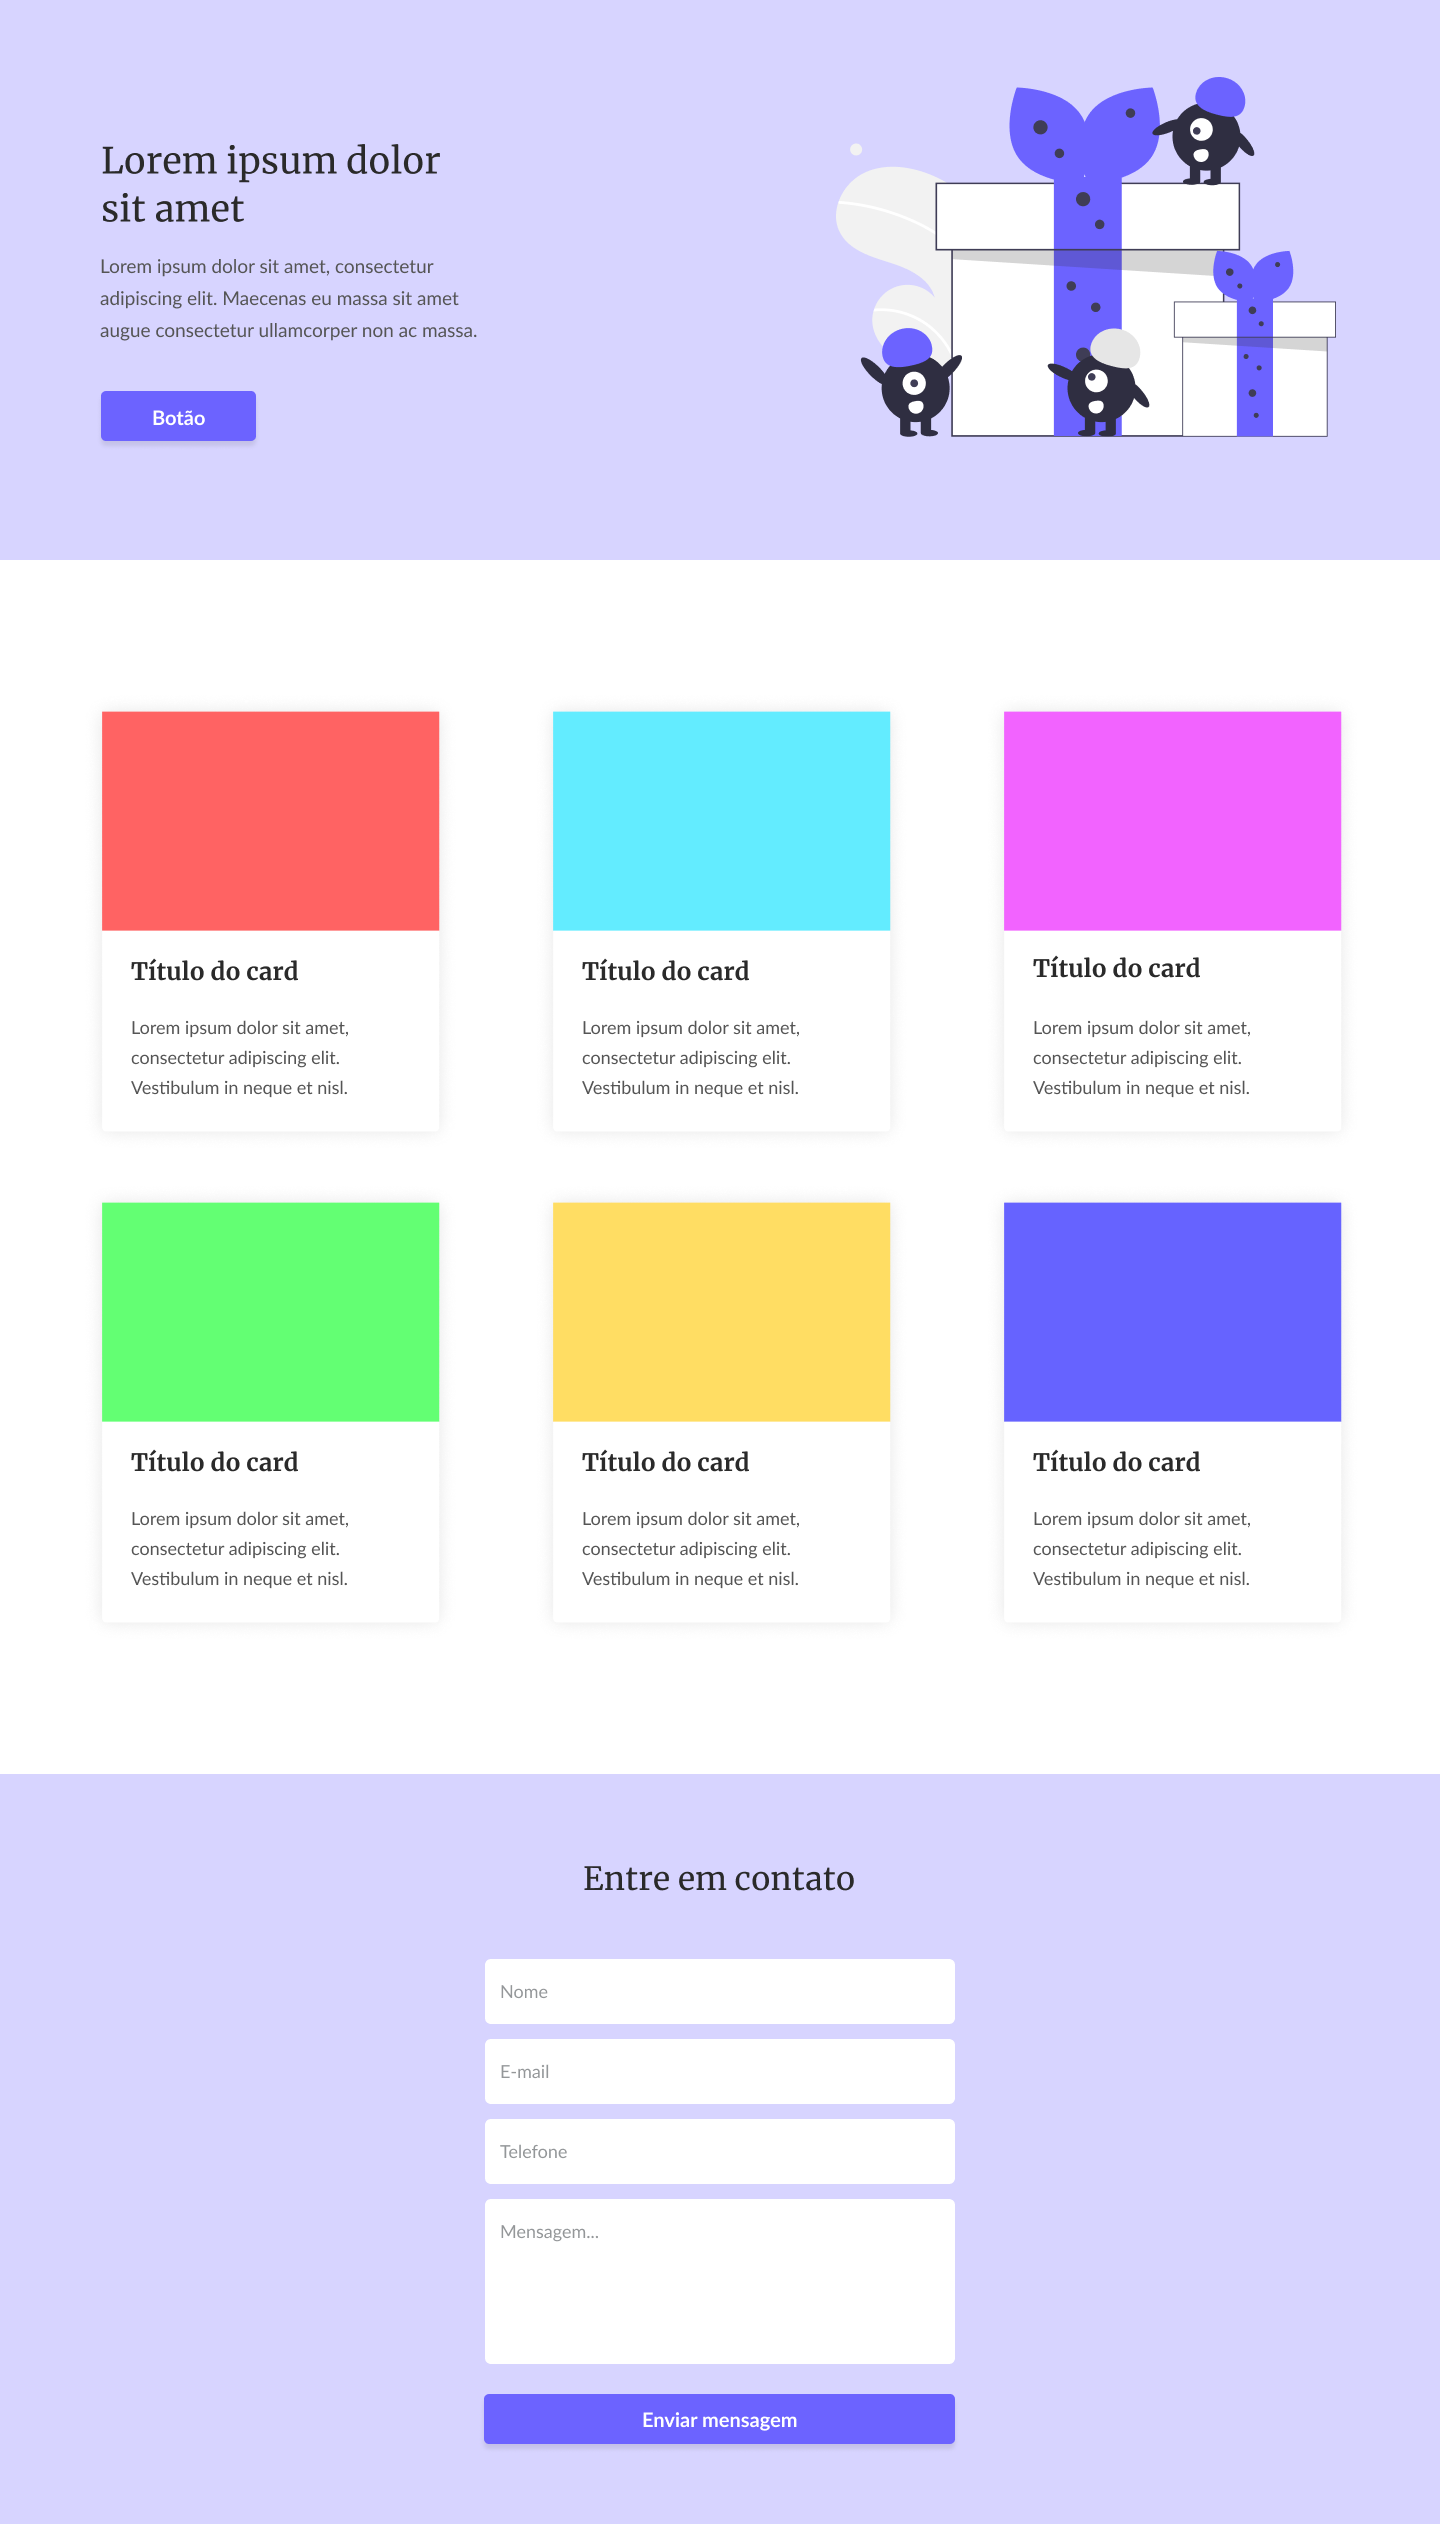 Lorem ipsum dolor
sit amet
Lorem ipsum dolor sit amet, consectetur
adipiscing elit. Maecenas eu massa sit amet
augue consectetur ullamcorper non ac massa.
Botão
Título do card
Lorem ipsum dolor sit amet,
consectetur adipiscing elit.
Vestibulum in neque et nisl.
Título do card
Lorem ipsum dolor sit amet,
consectetur adipiscing elit.
Vestibulum in neque et nisl.
Título do card
Lorem ipsum dolor sit amet,
consectetur adipiscing elit.
Vestibulum in neque et nisl.
Título do card
Lorem ipsum dolor sit amet,
consectetur adipiscing elit.
Vestibulum in neque et nisl.
Título do card
Lorem ipsum dolor sit amet,
consectetur adipiscing elit.
Vestibulum in neque et nisl.
Título do card
Lorem ipsum dolor sit amet,
consectetur adipiscing elit.
Vestibulum in neque et nisl.
Entre em contato
Nome
E-mail
Telefone
Mensagem...
Enviar mensagem